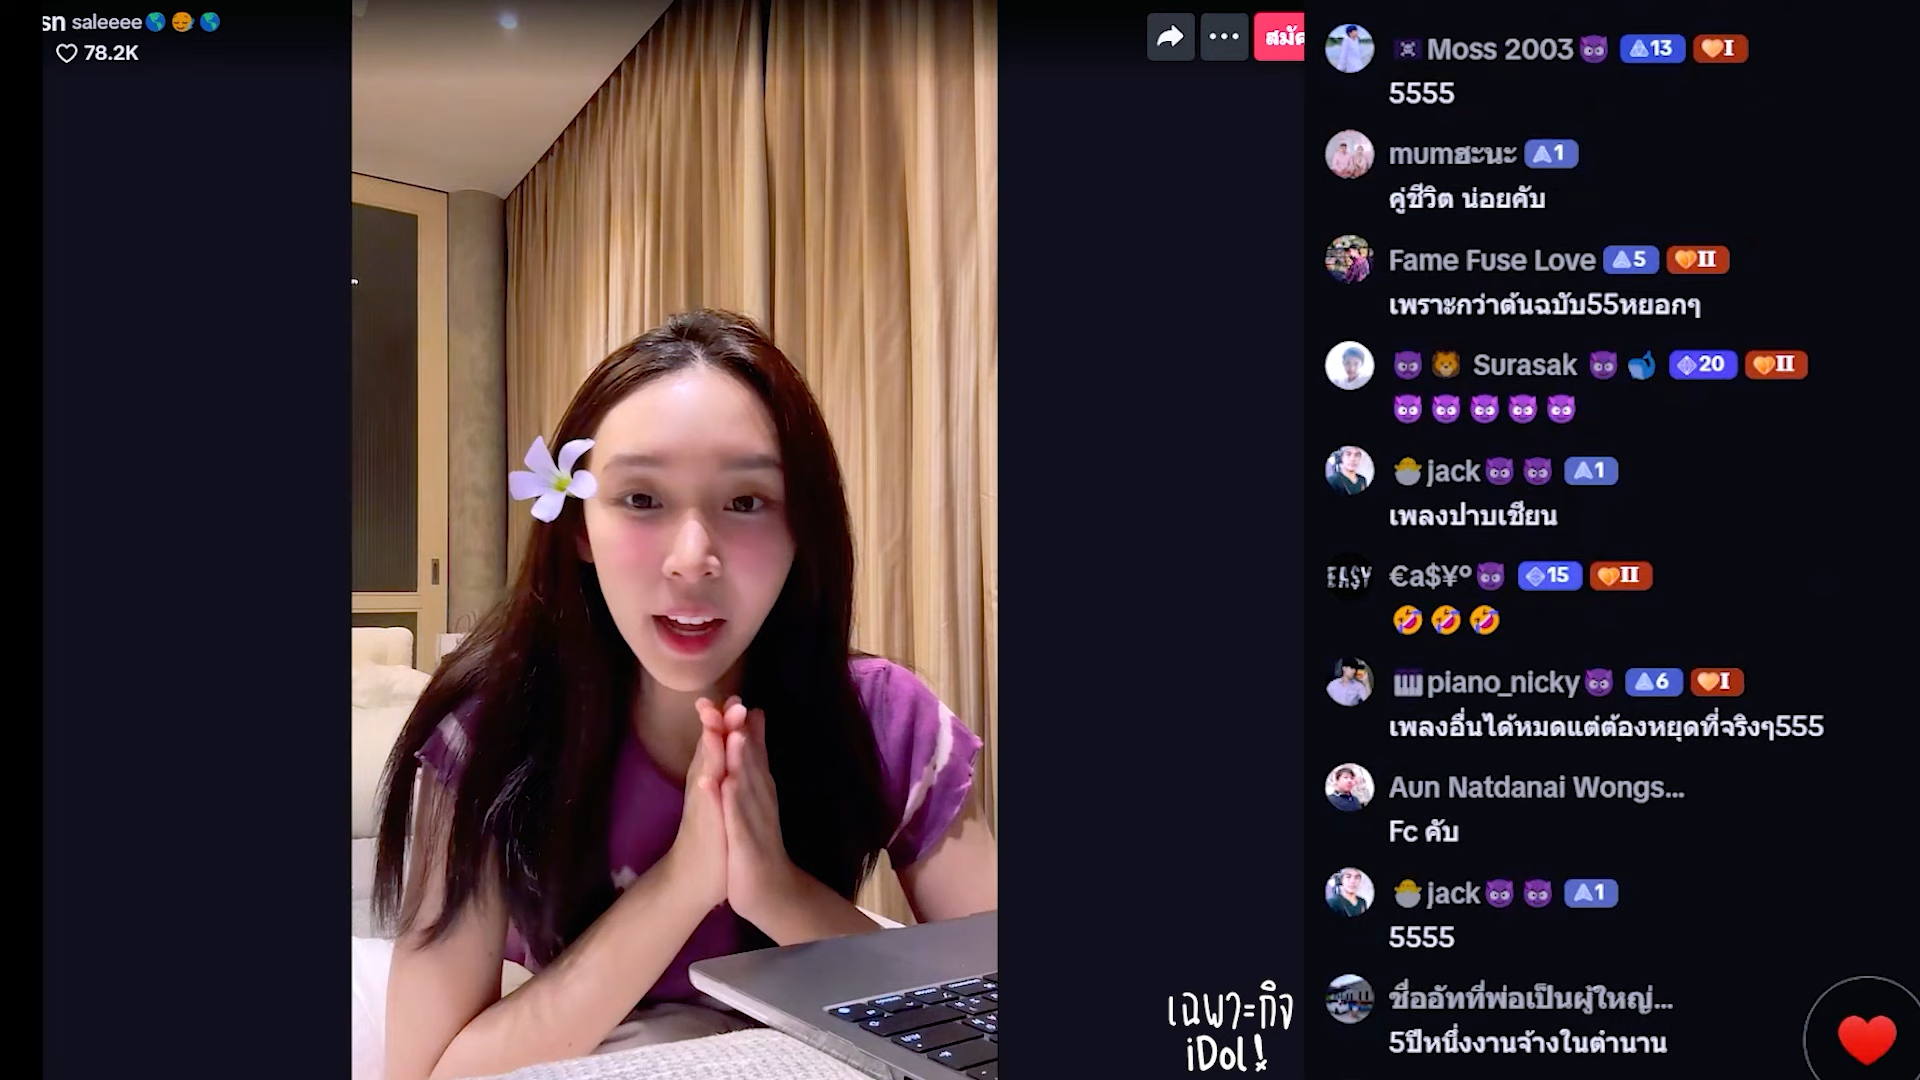 sn saleeee🌎🥴🌎
78.2K
สมัค
Moss 2003😈 13 I
5555
mumฮะนะ 1
คู่ชีวิต น่อยคับ
Fame Fuse Love 5 II
เพราะกว่าต้นฉบับ55หยอกๆ
😈🦁 Surasak 😈🐳 20 II
😈😈😈😈😈
🐣jack😈😈 1
เพลงปาบเชียน
EASY €a$¥°😈 15 II
🤣🤣🤣
🎹piano_nicky😈 6 I
เพลงอื่นได้หมดแต่ต้องหยุดที่จริงๆ555
Aun Natdanai Wongs...
Fc คับ
🐣jack😈😈 1
5555
ชื่ออัทที่พ่อเป็นผู้ใหญ่...
5ปีหนึ่งงานจ้างในตำนาน
เฉพาะกิจ
iDol!